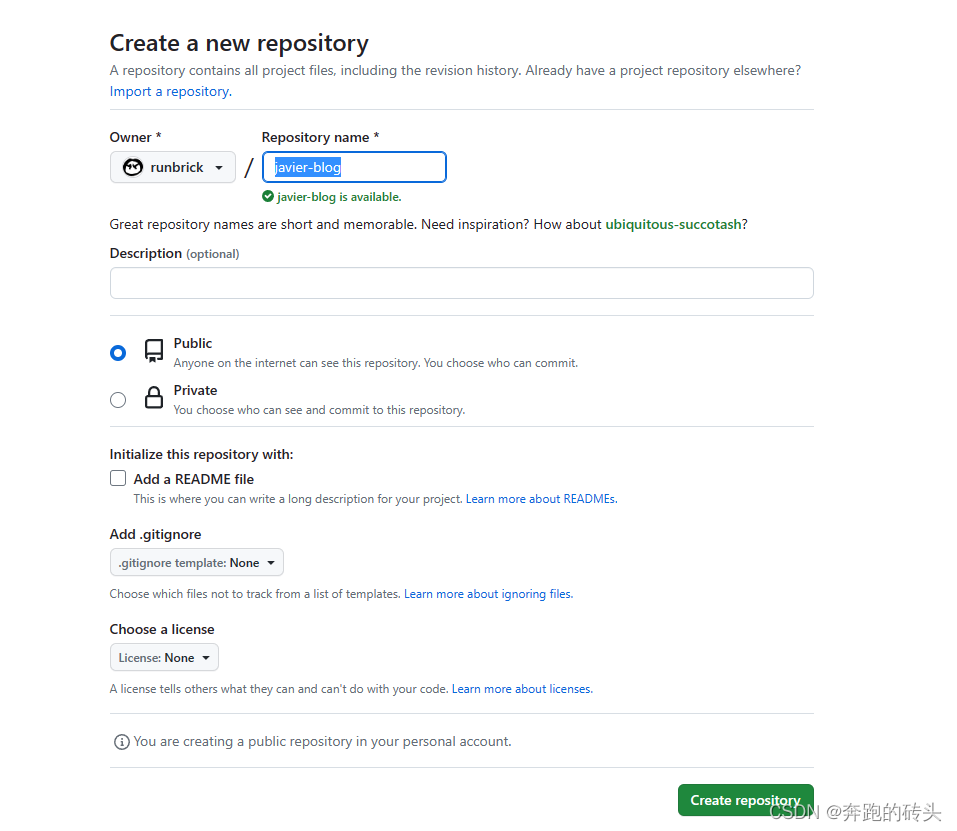 Create a new repository
A repository contains all project files, including the revision history. Already have a project repository elsewhere?
Import a repository.
Owner *
Repository name *
runbrick
/
javier-blog
javier-blog is available.
Great repository names are short and memorable. Need inspiration? How about ubiquitous-succotash?
Description (optional)
Public
Anyone on the internet can see this repository. You choose who can commit.
Private
You choose who can see and commit to this repository.
Initialize this repository with:
Add a README file
This is where you can write a long description for your project. Learn more about READMEs.
Add .gitignore
.gitignore template: None
Choose which files not to track from a list of templates. Learn more about ignoring files.
Choose a license
License: None
A license tells others what they can and can't do with your code. Learn more about licenses.
You are creating a public repository in your personal account.
Create repository
CSDN @奔跑的砖头